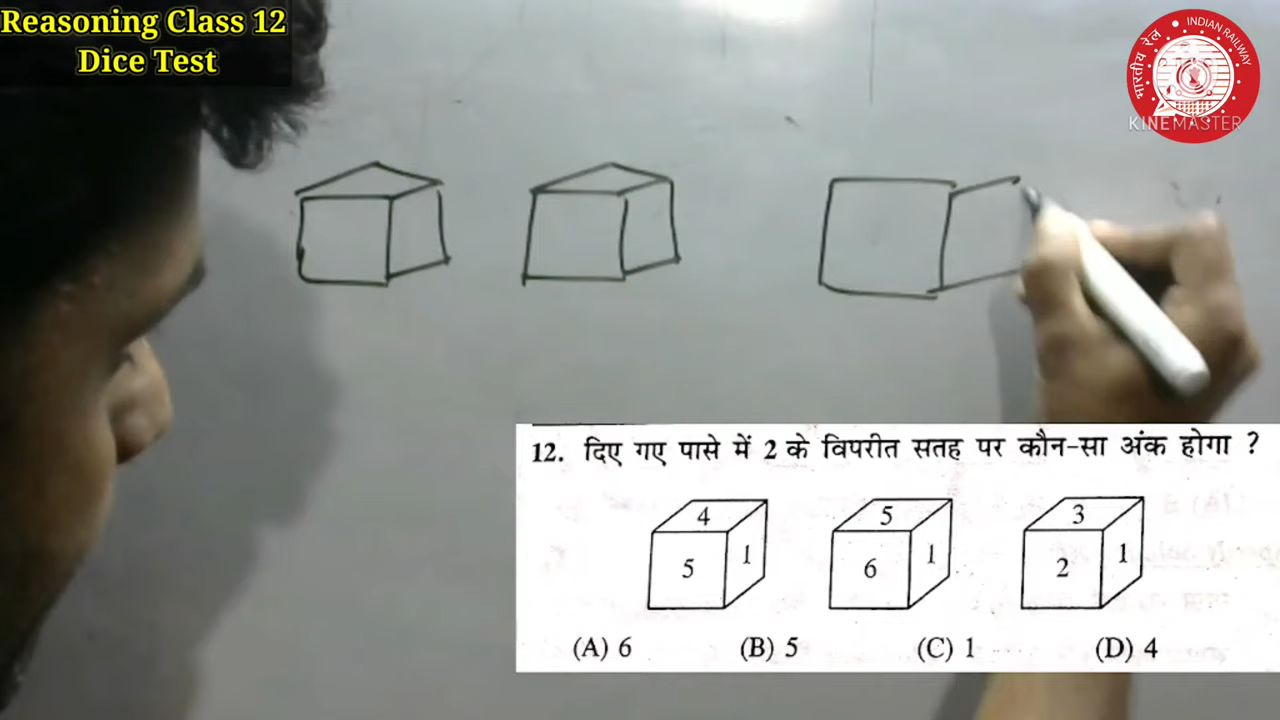 Reasoning Class 12
Dice Test
भारतीय रेल INDIAN RAILWAY
KINEMASTER
12. दिए गए पासे में 2 के विपरीत सतह पर कौन-सा अंक होगा ?
4 5 1
5 6 1
3 2 1
(A) 6 (B) 5 (C) 1 (D) 4